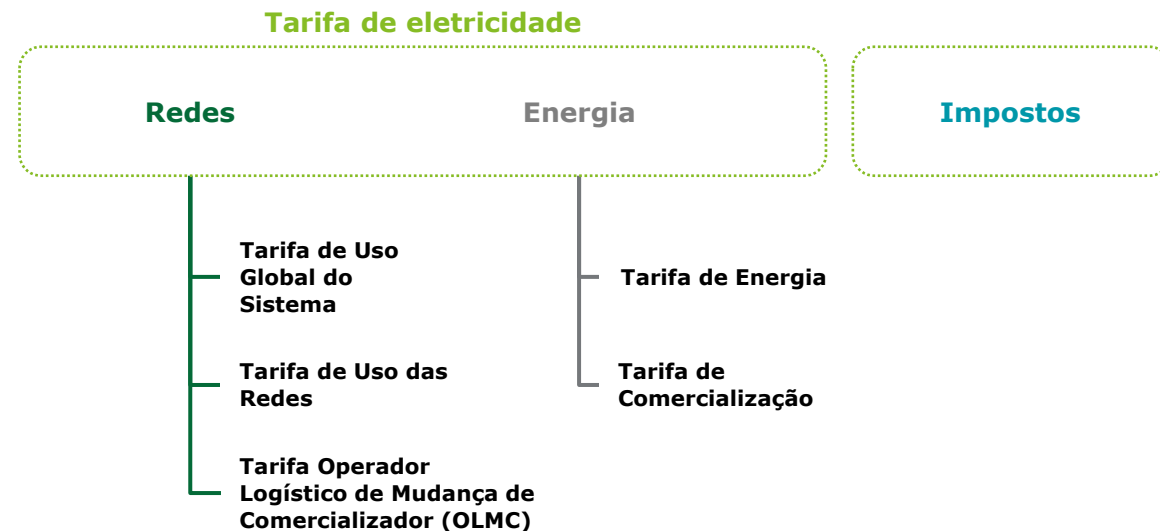 Tarifa de eletricidade
Redes
Energia
Impostos
Tarifa de Uso
Global do
Sistema
Tarifa de Uso das
Redes
Tarifa Operador
Logístico de Mudança de
Comercializador (OLMC)
Tarifa de Energia
Tarifa de
Comercialização